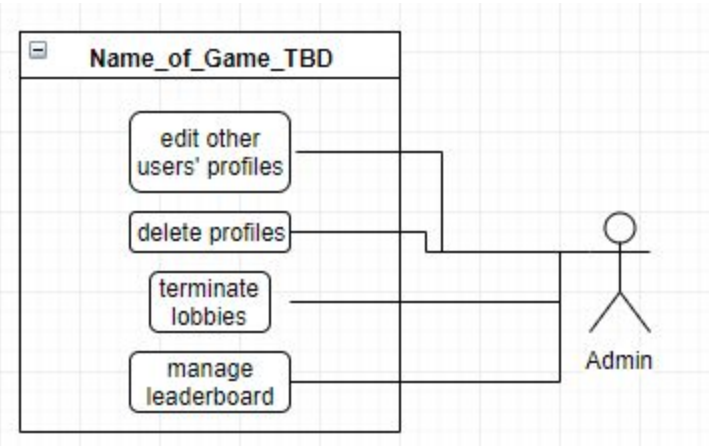 Name_of_Game_TBD
edit other
users' profiles
delete profiles
terminate
lobbies
manage
leaderboard
Admin